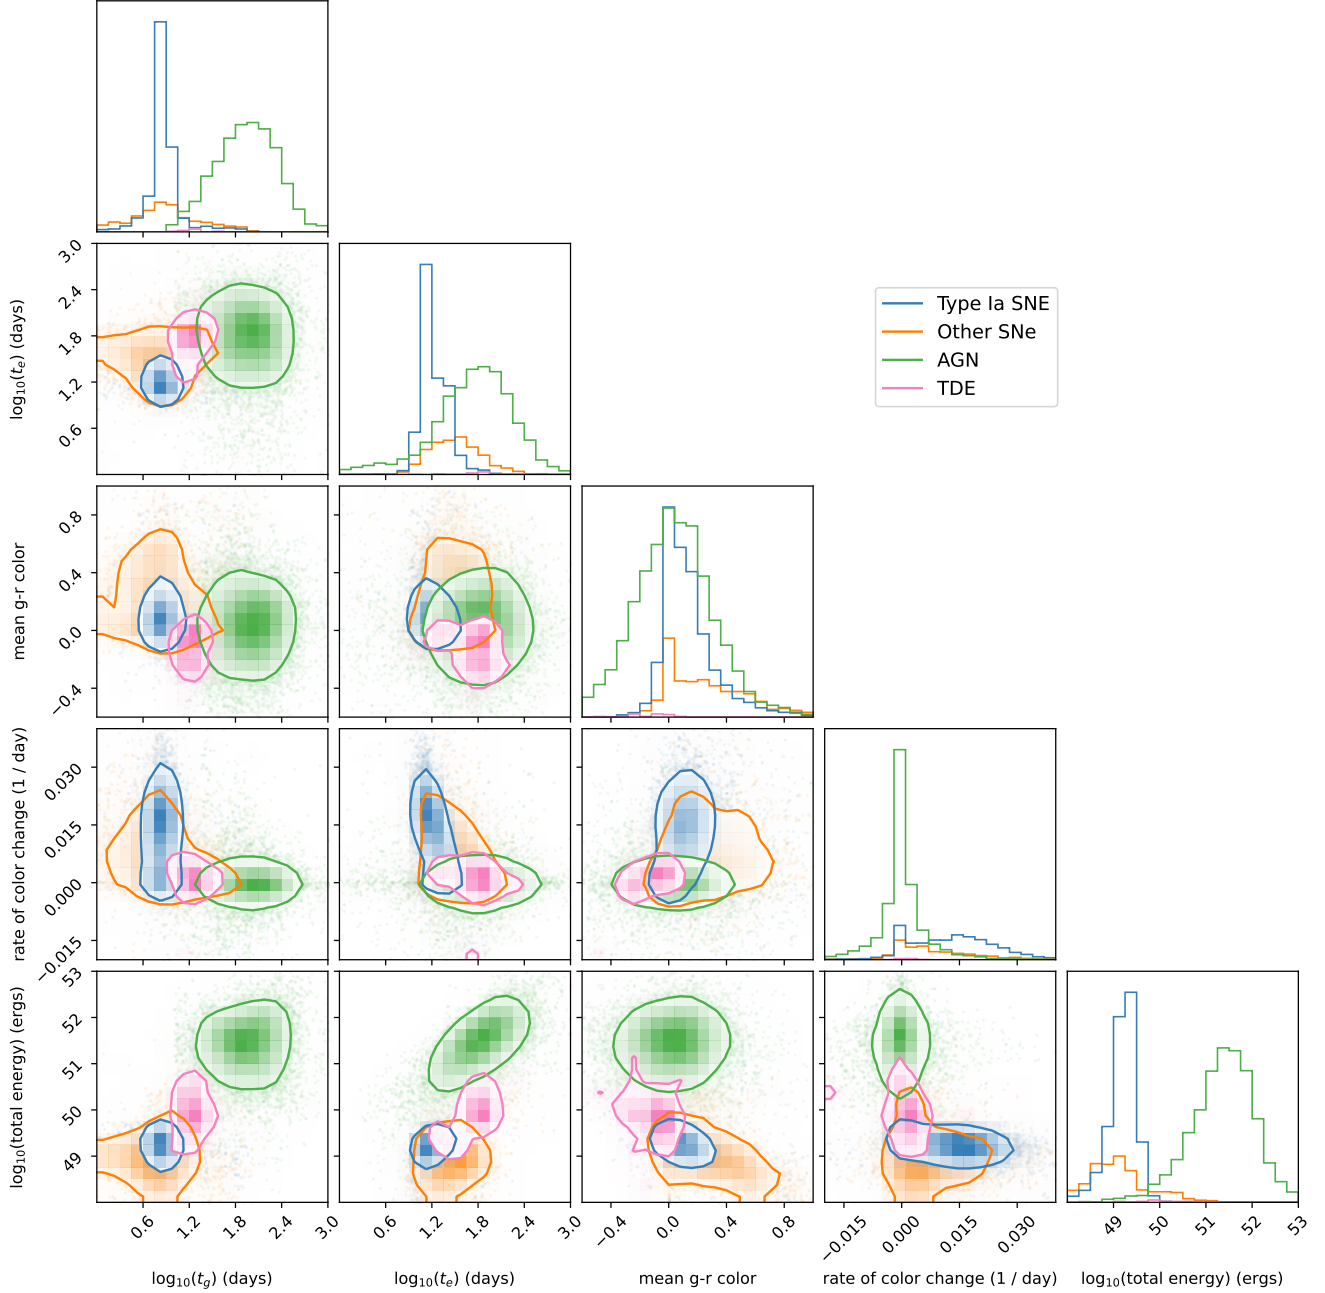 3.0
2.4
1.8
1.2
0.6
log₁₀(tₑ) (days)
Type Ia SNE
Other SNe
AGN
TDE
0.8
0.4
0.0
−0.4
mean g-r color
0.030
0.015
0.000
−0.015
rate of color change (1 / day)
53
52
51
50
49
log₁₀(total energy) (ergs)
0.6 1.2 1.8 2.4 3.0
0.6 1.2 1.8 2.4 3.0
−0.4 0.0 0.4 0.8
−0.015 0.000 0.015 0.030
49 50 51 52 53
log₁₀(t_g) (days)
log₁₀(tₑ) (days)
mean g-r color
rate of color change (1 / day)
log₁₀(total energy) (ergs)